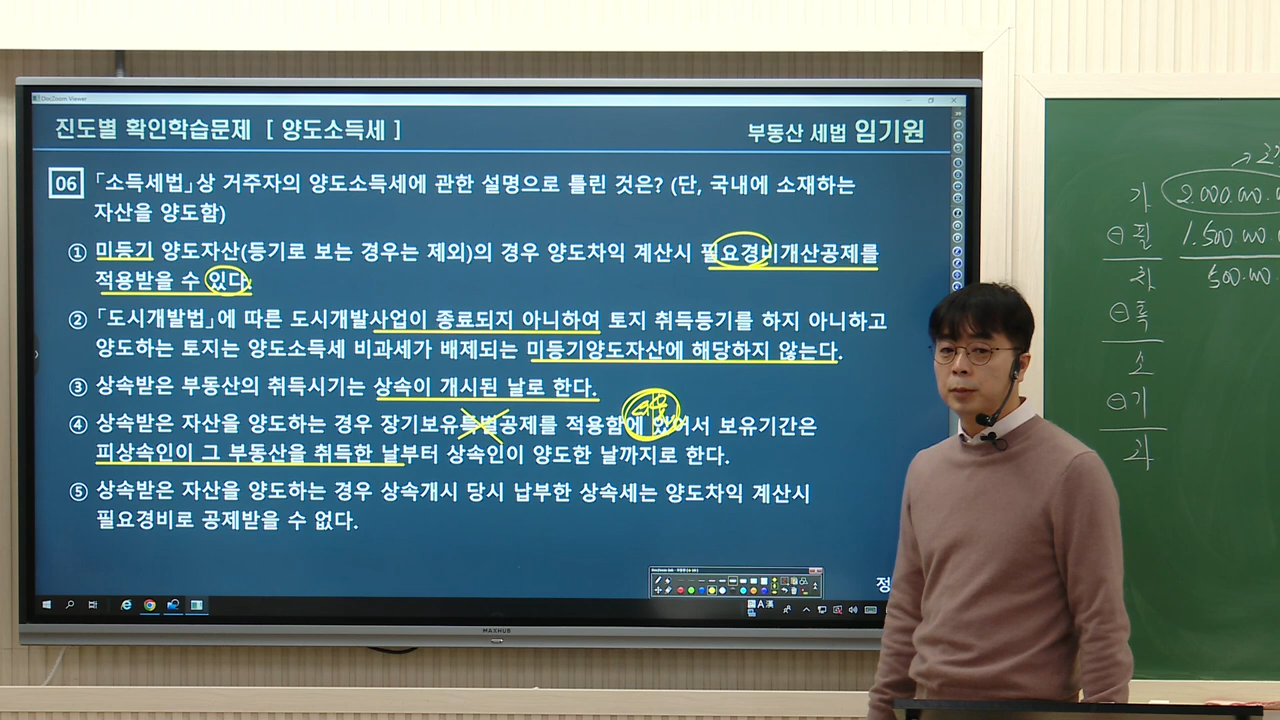 DocZoom Viewer
진도별 확인학습문제 [ 양도소득세 ]
부동산 세법 임기원
06 「소득세법」상 거주자의 양도소득세에 관한 설명으로 틀린 것은? (단, 국내에 소재하는
자산을 양도함)
① 미등기 양도자산(등기로 보는 경우는 제외)의 경우 양도차익 계산시 필요경비개산공제를
적용받을 수 있다.
② 「도시개발법」에 따른 도시개발사업이 종료되지 아니하여 토지 취득등기를 하지 아니하고
양도하는 토지는 양도소득세 비과세가 배제되는 미등기양도자산에 해당하지 않는다.
③ 상속받은 부동산의 취득시기는 상속이 개시된 날로 한다.
④ 상속받은 자산을 양도하는 경우 장기보유특별공제를 적용함에 있어서 보유기간은
피상속인이 그 부동산을 취득한 날부터 상속인이 양도한 날까지로 한다.
⑤ 상속받은 자산을 양도하는 경우 상속개시 당시 납부한 상속세는 양도차익 계산시
필요경비로 공제받을 수 없다.
정
MAXHUB
가 2.000.000.
⊖필 1.500.000.
차 500.00
⊖특
소
⊖기
과